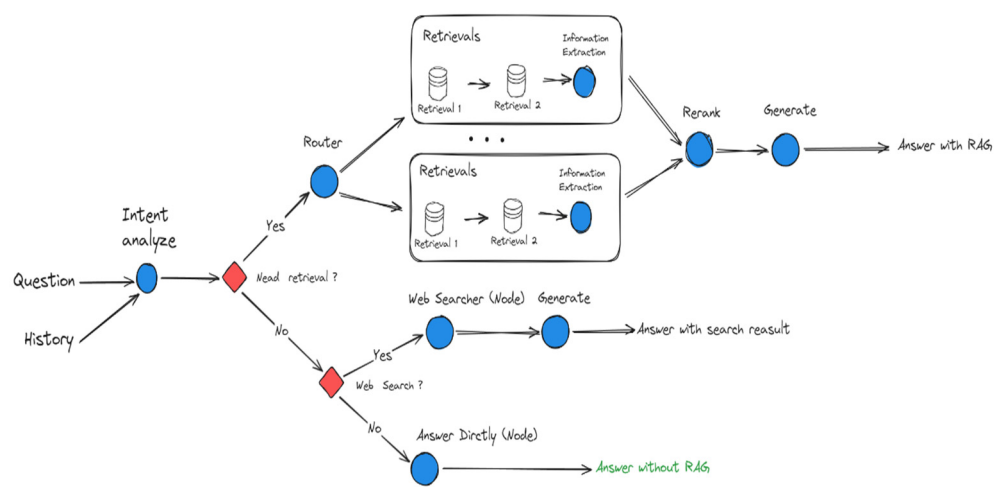 Retrievals
Information
Extraction
Retrieval 1
Retrieval 2
Rerank
Generate
Answer with RAG
Router
• • •
Retrievals
Information
Extraction
Retrieval 1
Retrieval 2
Intent
analyze
Yes
Question
Nead retrieval ?
History
No
Web Searcher (Node)
Generate
Answer with search reasult
Yes
Web Search ?
No
Answer Dirctly (Node)
Answer without RAG